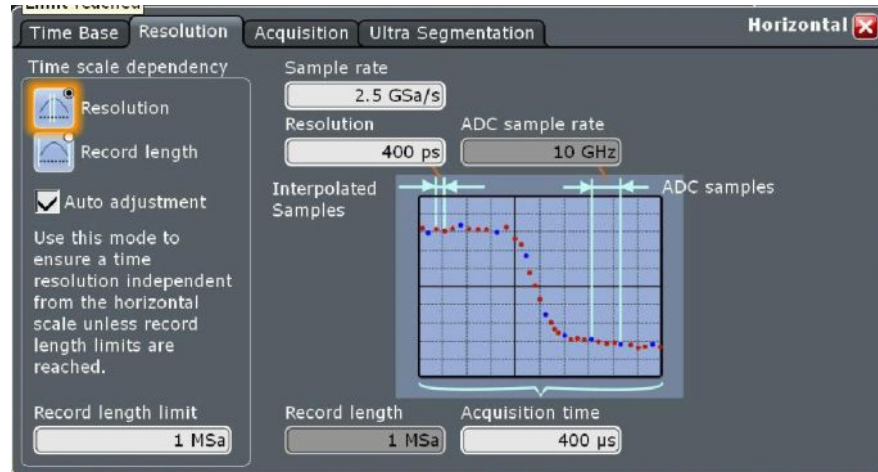 Limit reached
Time Base Resolution Acquisition Ultra Segmentation Horizontal
Time scale dependency
Resolution
Record length
Auto adjustment
Use this mode to
ensure a time
resolution independent
from the horizontal
scale unless record
length limits are
reached.
Record length limit
1 MSa
Sample rate
2.5 GSa/s
Resolution ADC sample rate
400 ps 10 GHz
Interpolated
Samples
ADC samples
Record length Acquisition time
1 MSa 400 µs